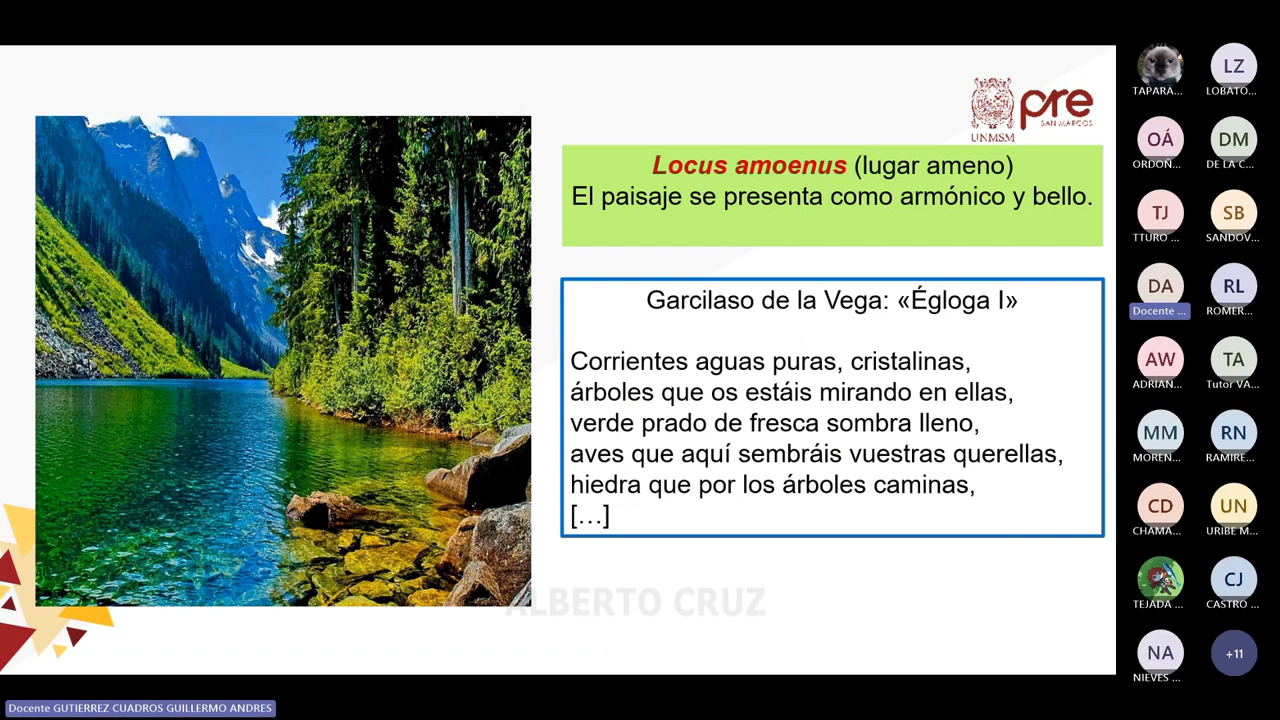 UNMSM
pre
SAN MARCOS
Locus amoenus (lugar ameno)
El paisaje se presenta como armónico y bello.
Garcilaso de la Vega: «Égloga I»
Corrientes aguas puras, cristalinas,
árboles que os estáis mirando en ellas,
verde prado de fresca sombra lleno,
aves que aquí sembráis vuestras querellas,
hiedra que por los árboles caminas,
[…]
ALBERTO CRUZ
Docente GUTIERREZ CUADROS GUILLERMO ANDRES
TAPARA...
LZ
LOBATO...
OÁ
ORDOÑ...
DM
DE LA C...
TJ
TTURO ...
SB
SANDOV...
DA
Docente ...
RL
ROMER...
AW
ADRIAN...
TA
Tutor VA...
MM
MOREN...
RN
RAMIRE...
CD
CHAMA...
UN
URIBE M...
TEJADA ...
CJ
CASTRO ...
NA
NIEVES ...
+11